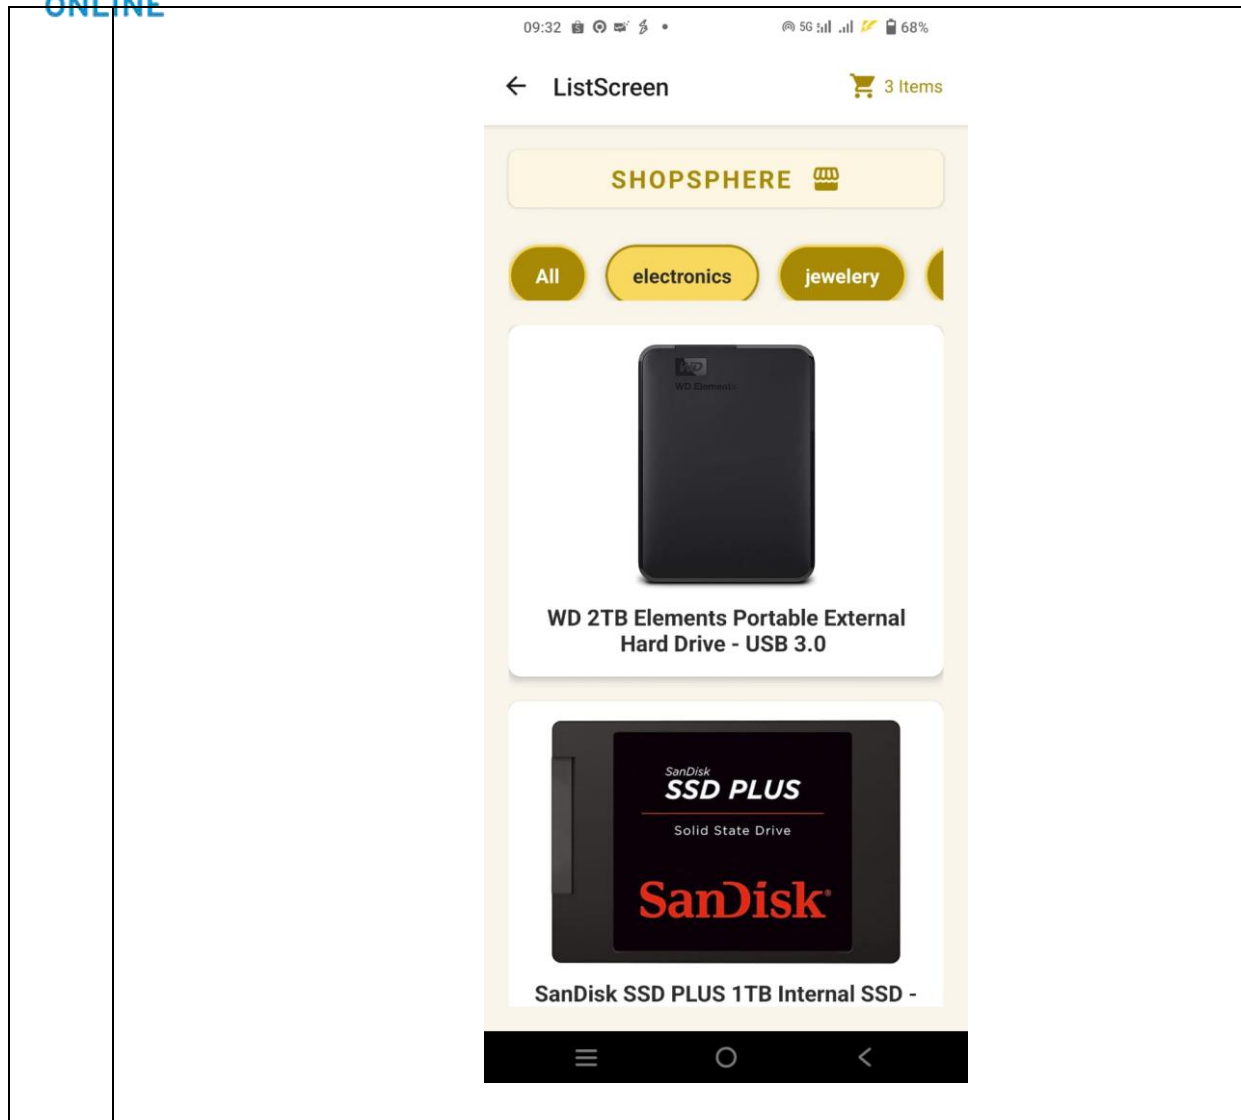 ONLINE
09:32 5G 68%
ListScreen 3 Items
SHOPSPHERE
All electronics jewelery
WD
WD Elements
WD 2TB Elements Portable External
Hard Drive - USB 3.0
SanDisk
SSD PLUS
Solid State Drive
SanDisk
SanDisk SSD PLUS 1TB Internal SSD -